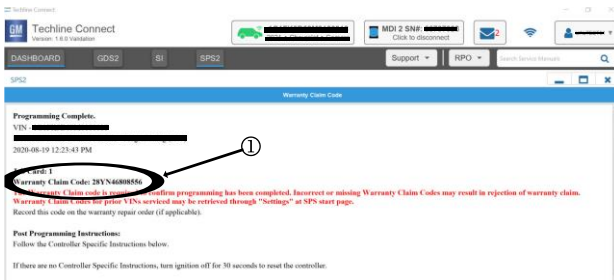 Techline Connect
GM
Techline Connect
Version: 1.6.0 Validation
MDI 2 SN#:
Click to disconnect
2
DASHBOARD GDS2 SI SPS2
Support RPO Search Service Manuals
SPS2
Warranty Claim Code
Programming Complete.
VIN -
2020-08-19 12:23:43 PM
Card: 1
Warranty Claim Code: 28YN46808556
Warranty Claim code is required to confirm programming has been completed. Incorrect or missing Warranty Claim Codes may result in rejection of warranty claim.
Warranty Claim Codes for prior VINs serviced may be retrieved through "Settings" at SPS start page.
Record this code on the warranty repair order (if applicable).
Post Programming Instructions:
Follow the Controller Specific Instructions below.
If there are no Controller Specific Instructions, turn ignition off for 30 seconds to reset the controller.
1